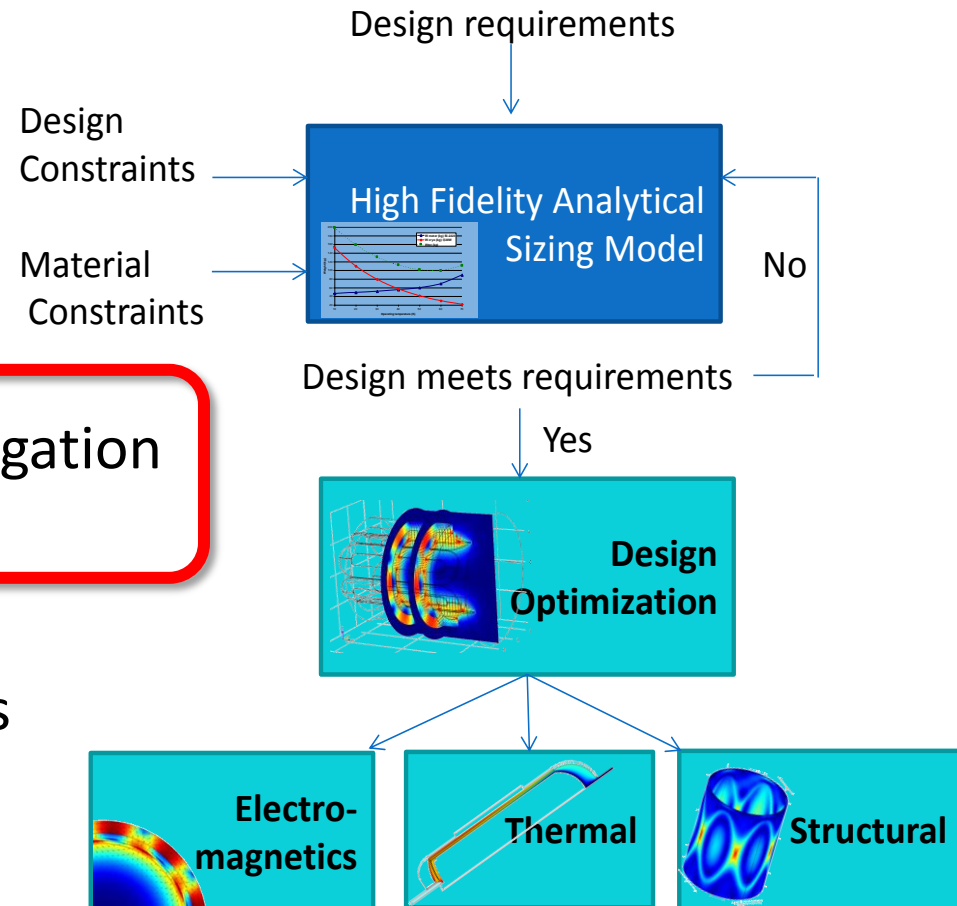 Design requirements
Design
Constraints
High Fidelity Analytical
Sizing Model
Material
Constraints
No
Design meets requirements
gation
Yes
Design
Optimization
s
Electro-
magnetics
Thermal
Structural